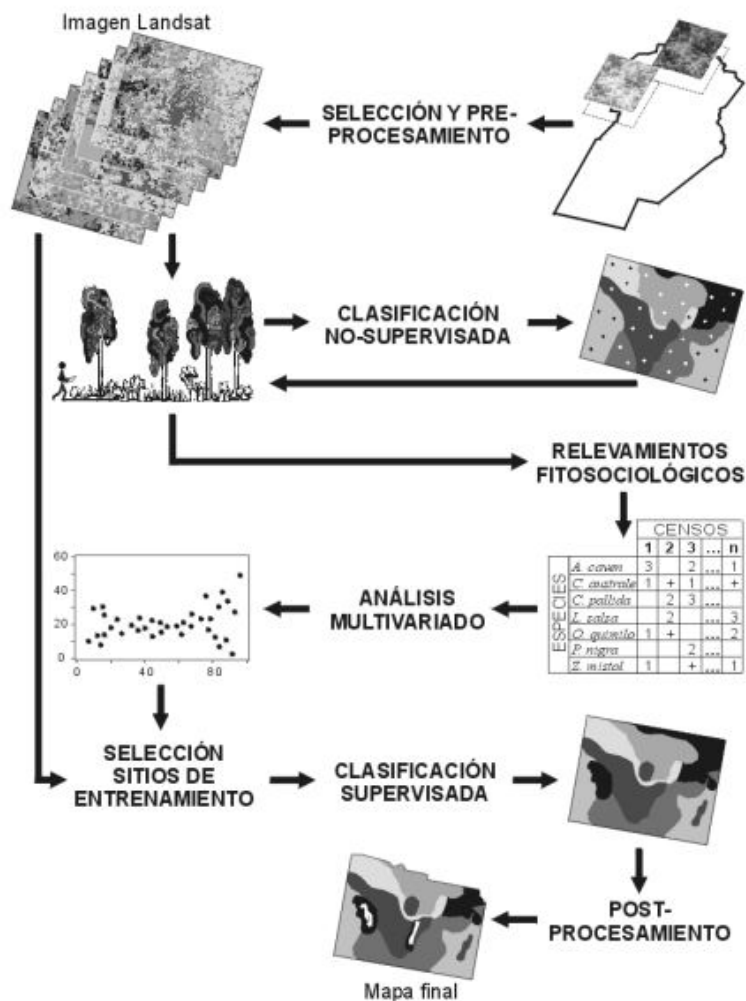 Imagen Landsat
SELECCIÓN Y PRE-
PROCESAMIENTO
CLASIFICACIÓN
NO-SUPERVISADA
RELEVAMIENTOS
FITOSOCIOLÓGICOS
CENSOS
1 2 3 ... n
ESPECIES
A. caven 3 2 ... 1
C. australe 1 + 1 ... +
C. pallida 2 3 ...
L. salsa 2 ... 3
O. quimilo 1 + ... 2
P. nigra 2 ...
Z. mistol 1 + ... 1
ANÁLISIS
MULTIVARIADO
60
40
20
0
0 40 80
SELECCIÓN
SITIOS DE
ENTRENAMIENTO
CLASIFICACIÓN
SUPERVISADA
POST-
PROCESAMIENTO
Mapa final